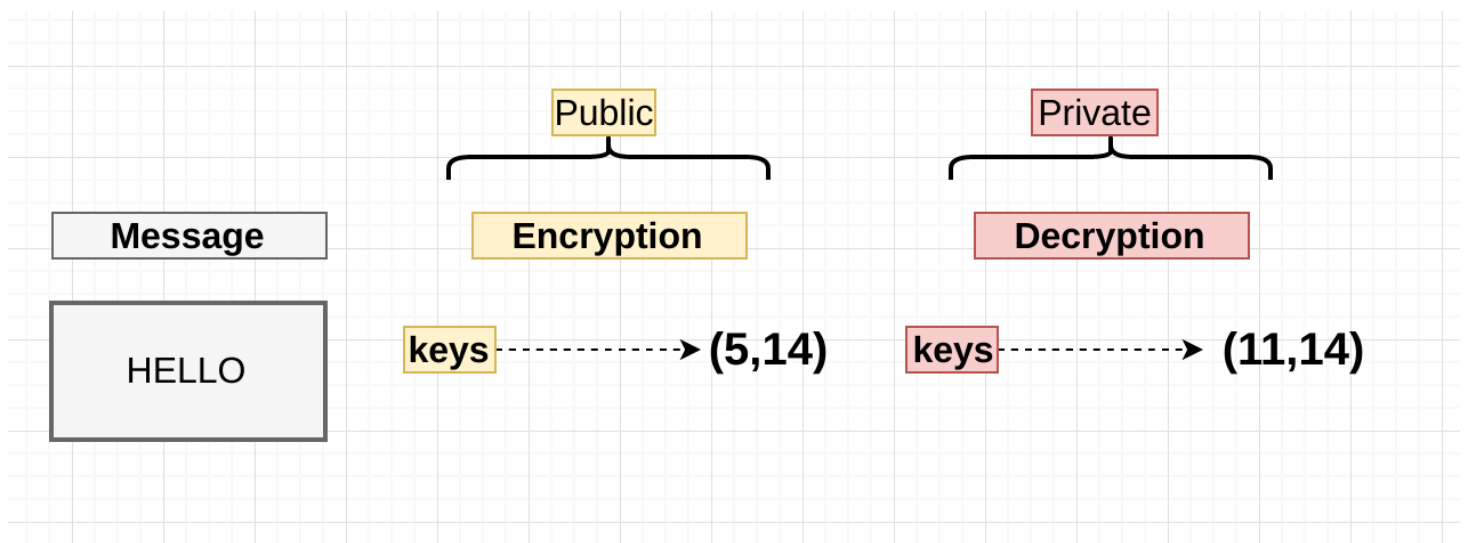 Public
Private
Message
Encryption
Decryption
HELLO
keys
(5,14)
keys
(11,14)